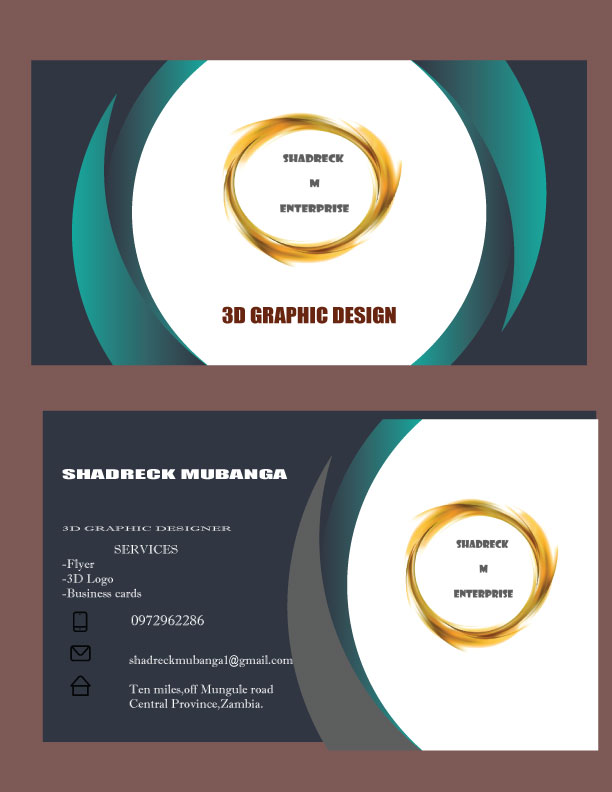 SHADRECK
M
ENTERPRISE
3D GRAPHIC DESIGN
SHADRECK MUBANGA
3D GRAPHIC DESIGNER
SERVICES
-Flyer
-3D Logo
-Business cards
0972962286
shadreckmubanga1@gmail.com
Ten miles,off Mungule road
Central Province,Zambia.
SHADRECK
M
ENTERPRISE